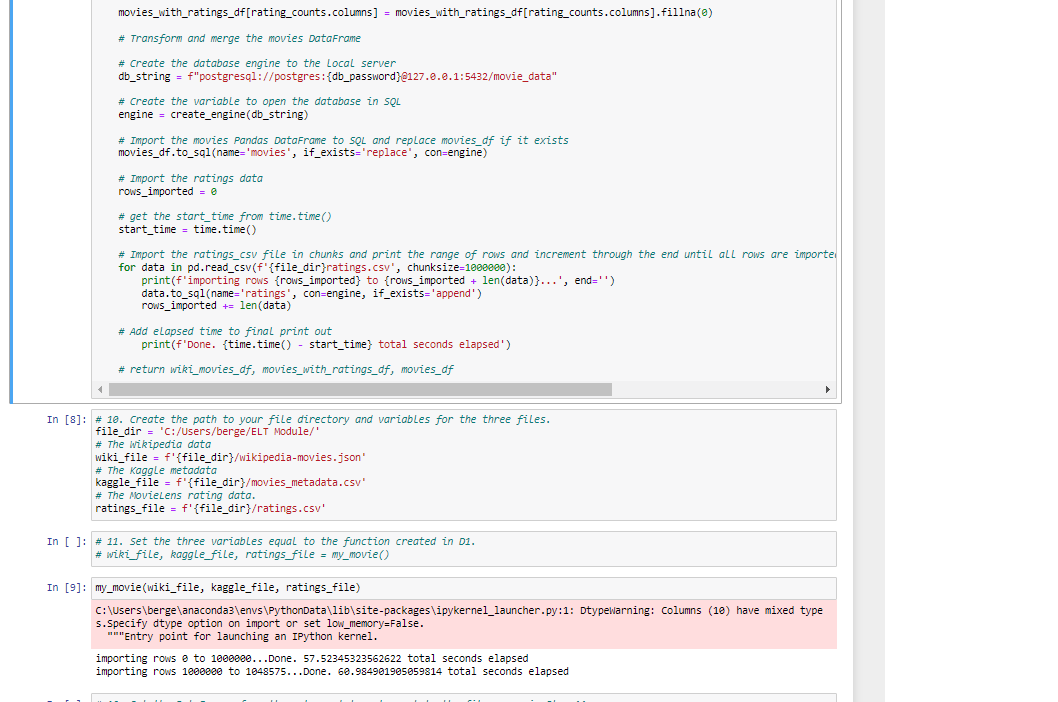 movies_with_ratings_df[rating_counts.columns] = movies_with_ratings_df[rating_counts.columns].fillna(0)
# Transform and merge the movies DataFrame
# Create the database engine to the local server
db_string = f"postgresql://postgres:{db_password}@127.0.0.1:5432/movie_data"
# Create the variable to open the database in SQL
engine = create_engine(db_string)
# Import the movies Pandas DataFrame to SQL and replace movies_df if it exists
movies_df.to_sql(name='movies', if_exists='replace', con=engine)
# Import the ratings data
rows_imported = 0
# get the start_time from time.time()
start_time = time.time()
# Import the ratings_csv file in chunks and print the range of rows and increment through the end until all rows are imported
for data in pd.read_csv(f'{file_dir}ratings.csv', chunksize=1000000):
    print(f'importing rows {rows_imported} to {rows_imported + len(data)}...', end='')
    data.to_sql(name='ratings', con=engine, if_exists='append')
    rows_imported += len(data)
# Add elapsed time to final print out
    print(f'Done. {time.time() - start_time} total seconds elapsed')
# return wiki_movies_df, movies_with_ratings_df, movies_df
In [8]: # 10. Create the path to your file directory and variables for the three files.
file_dir = 'C:/Users/berge/ELT Module/'
# The Wikipedia data
wiki_file = f'{file_dir}/wikipedia-movies.json'
# The Kaggle metadata
kaggle_file = f'{file_dir}/movies_metadata.csv'
# The MovieLens rating data.
ratings_file = f'{file_dir}/ratings.csv'
In [ ]: # 11. Set the three variables equal to the function created in D1.
# wiki_file, kaggle_file, ratings_file = my_movie()
In [9]: my_movie(wiki_file, kaggle_file, ratings_file)
C:\Users\berge\anaconda3\envs\PythonData\lib\site-packages\ipykernel_launcher.py:1: DtypeWarning: Columns (10) have mixed type
s.Specify dtype option on import or set low_memory=False.
  """Entry point for launching an IPython kernel.
importing rows 0 to 1000000...Done. 57.52345323562622 total seconds elapsed
importing rows 1000000 to 1048575...Done. 60.984901905059814 total seconds elapsed